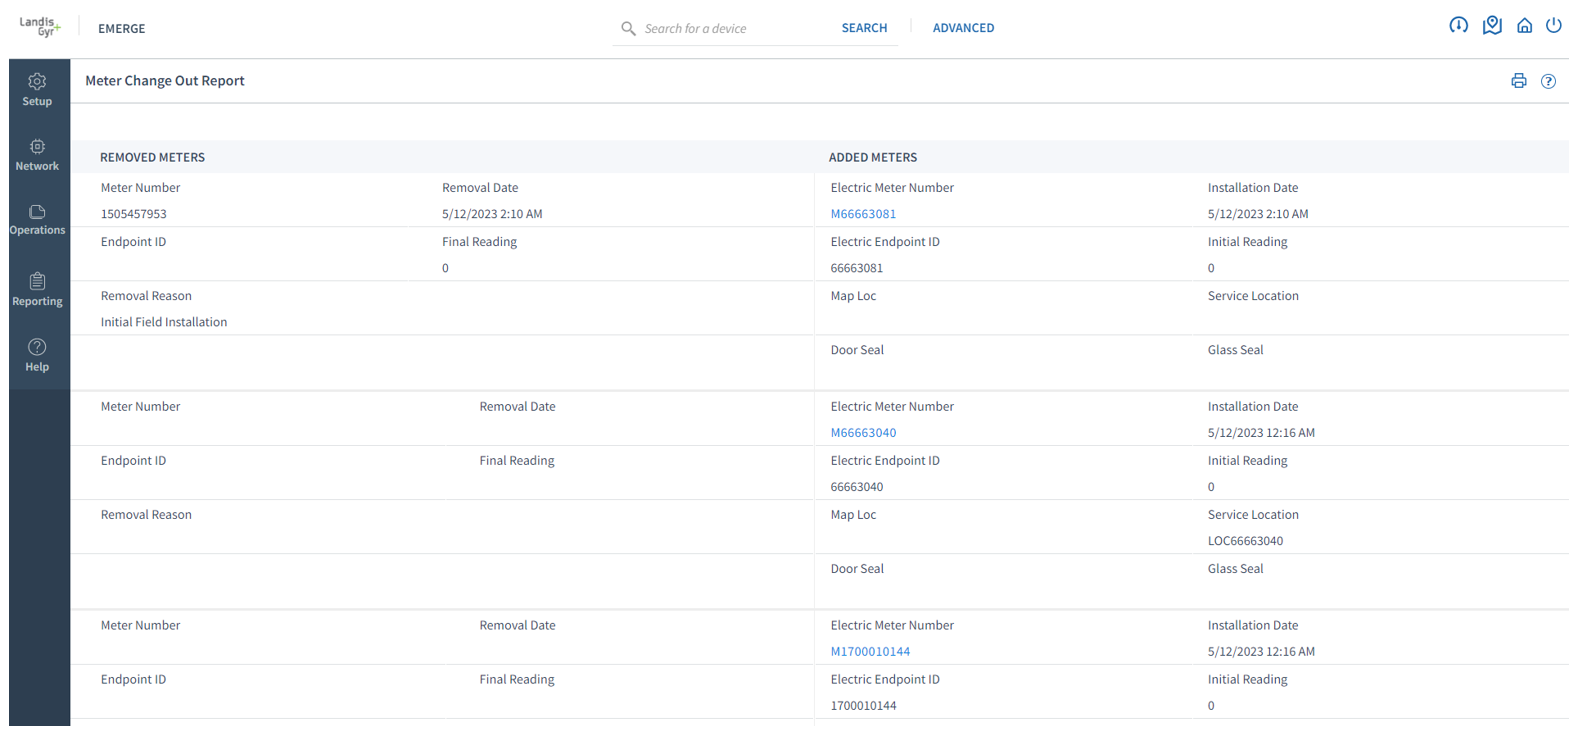 Landis
Gyr+
EMERGE
Search for a device
SEARCH
ADVANCED
Setup
Network
Operations
Reporting
Help
Meter Change Out Report
REMOVED METERS ADDED METERS
Meter Number Removal Date Electric Meter Number Installation Date
1505457953 5/12/2023 2:10 AM M66663081 5/12/2023 2:10 AM
Endpoint ID Final Reading Electric Endpoint ID Initial Reading
0 66663081 0
Removal Reason Map Loc Service Location
Initial Field Installation
Door Seal Glass Seal
Meter Number Removal Date Electric Meter Number Installation Date
M66663040 5/12/2023 12:16 AM
Endpoint ID Final Reading Electric Endpoint ID Initial Reading
66663040 0
Removal Reason Map Loc Service Location
LOC66663040
Door Seal Glass Seal
Meter Number Removal Date Electric Meter Number Installation Date
M1700010144 5/12/2023 12:16 AM
Endpoint ID Final Reading Electric Endpoint ID Initial Reading
1700010144 0